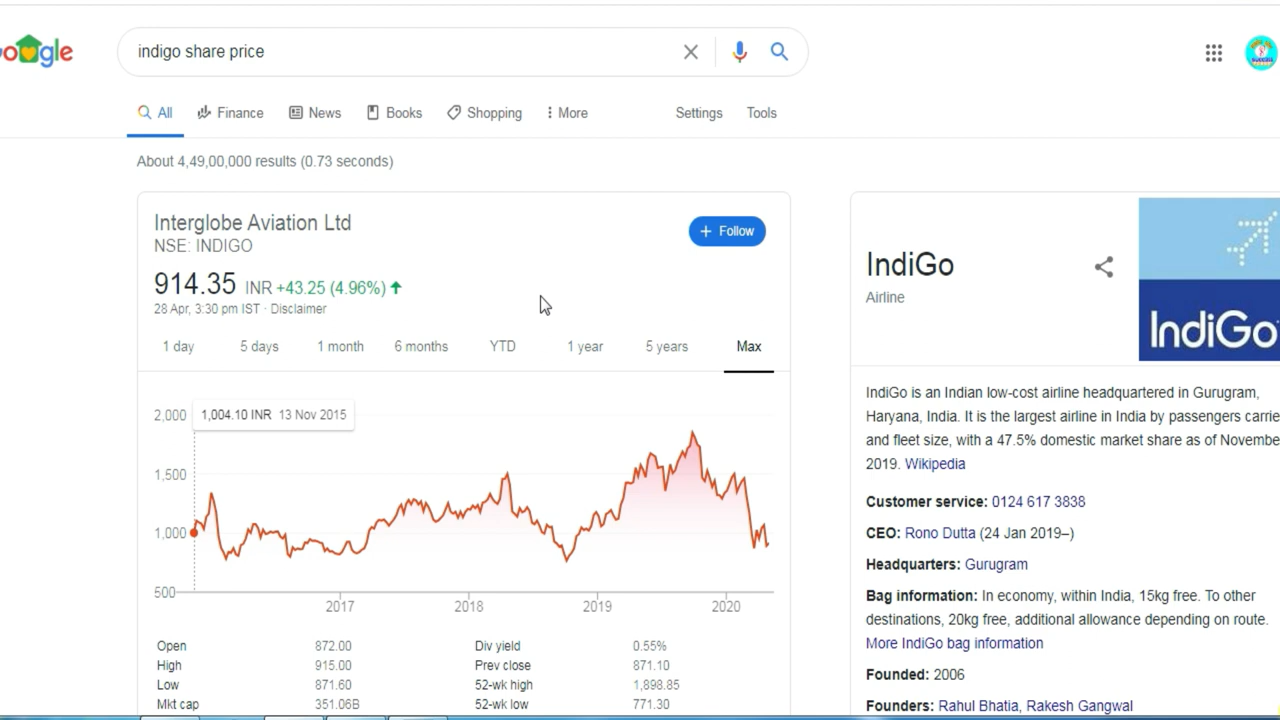 oogle
indigo share price
All Finance News Books Shopping More Settings Tools
About 4,49,00,000 results (0.73 seconds)
Interglobe Aviation Ltd
NSE: INDIGO
+ Follow
914.35 INR +43.25 (4.96%)
28 Apr, 3:30 pm IST · Disclaimer
1 day 5 days 1 month 6 months YTD 1 year 5 years Max
2,000
1,004.10 INR 13 Nov 2015
1,500
1,000
500
2017 2018 2019 2020
Open 872.00 Div yield 0.55%
High 915.00 Prev close 871.10
Low 871.60 52-wk high 1,898.85
Mkt cap 351.06B 52-wk low 771.30
IndiGo
Airline
IndiGo
IndiGo is an Indian low-cost airline headquartered in Gurugram,
Haryana, India. It is the largest airline in India by passengers carrie
and fleet size, with a 47.5% domestic market share as of Novembe
2019. Wikipedia
Customer service: 0124 617 3838
CEO: Rono Dutta (24 Jan 2019–)
Headquarters: Gurugram
Bag information: In economy, within India, 15kg free. To other
destinations, 20kg free, additional allowance depending on route.
More IndiGo bag information
Founded: 2006
Founders: Rahul Bhatia, Rakesh Gangwal